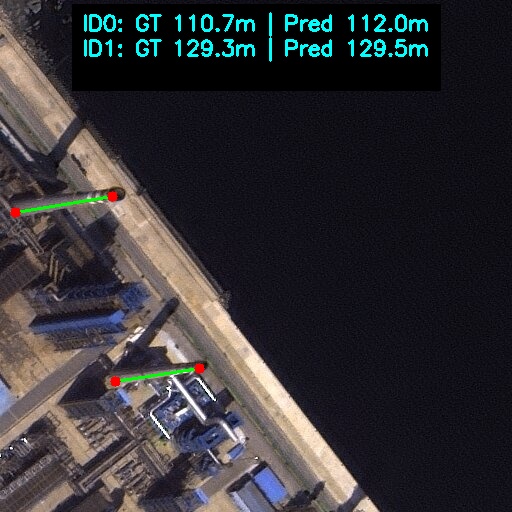 ID0: GT 110.7m | Pred 112.0m
ID1: GT 129.3m | Pred 129.5m